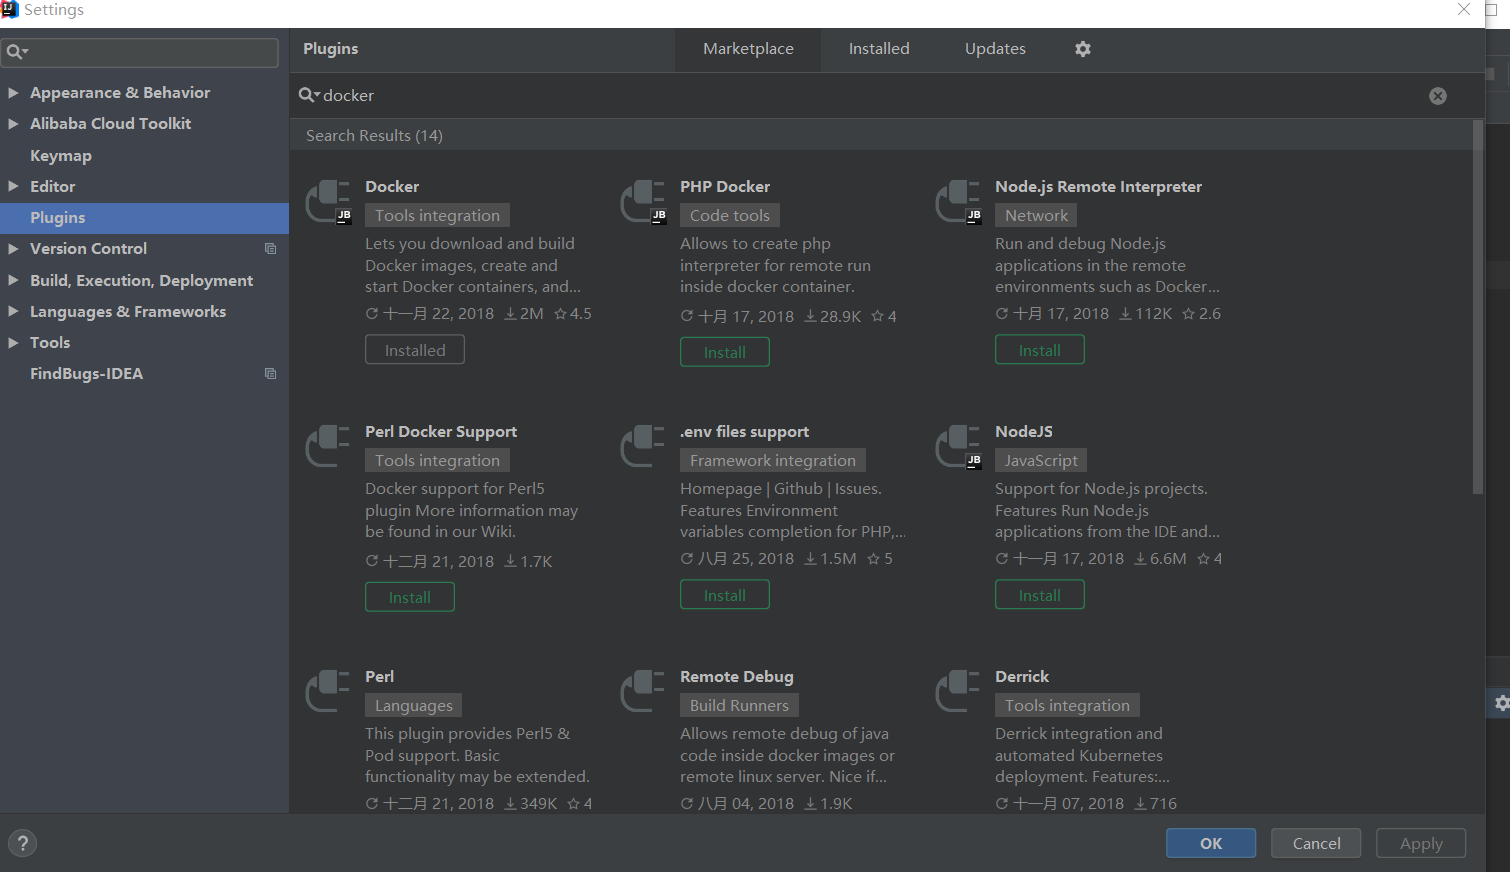 Settings
Plugins
Marketplace
Installed
Updates
docker
Appearance & Behavior
Alibaba Cloud Toolkit
Keymap
Editor
Plugins
Version Control
Build, Execution, Deployment
Languages & Frameworks
Tools
FindBugs-IDEA
Search Results (14)
Docker
Tools integration
Lets you download and build
Docker images, create and
start Docker containers, and...
十一月 22, 2018 2M 4.5
Installed
PHP Docker
Code tools
Allows to create php
interpreter for remote run
inside docker container.
十月 17, 2018 28.9K 4
Install
Node.js Remote Interpreter
Network
Run and debug Node.js
applications in the remote
environments such as Docker...
十月 17, 2018 112K 2.6
Install
Perl Docker Support
Tools integration
Docker support for Perl5
plugin More information may
be found in our Wiki.
十二月 21, 2018 1.7K
Install
.env files support
Framework integration
Homepage | Github | Issues.
Features Environment
variables completion for PHP,...
八月 25, 2018 1.5M 5
Install
NodeJS
JavaScript
Support for Node.js projects.
Features Run Node.js
applications from the IDE and...
十一月 17, 2018 6.6M 4
Install
Perl
Languages
This plugin provides Perl5 &
Pod support. Basic
functionality may be extended.
十二月 21, 2018 349K 4
Remote Debug
Build Runners
Allows remote debug of java
code inside docker images or
remote linux server. Nice if...
八月 04, 2018 1.9K
Derrick
Tools integration
Derrick integration and
automated Kubernetes
deployment. Features:...
十一月 07, 2018 716
?
OK
Cancel
Apply
IJ
JB
JB
JB
JB